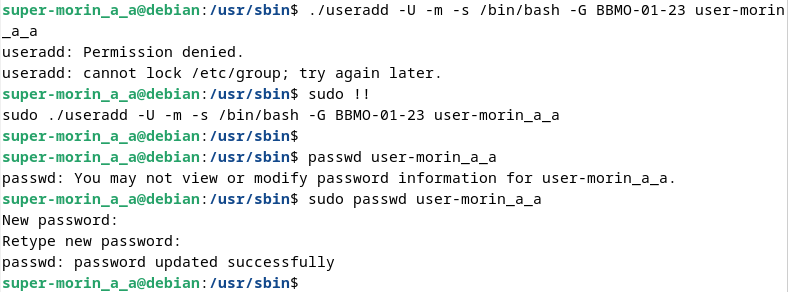 super-morin_a_a@debian:/usr/sbin$ ./useradd -U -m -s /bin/bash -G BBMO-01-23 user-morin
_a_a
useradd: Permission denied.
useradd: cannot lock /etc/group; try again later.
super-morin_a_a@debian:/usr/sbin$ sudo !!
sudo ./useradd -U -m -s /bin/bash -G BBMO-01-23 user-morin_a_a
super-morin_a_a@debian:/usr/sbin$
super-morin_a_a@debian:/usr/sbin$ passwd user-morin_a_a
passwd: You may not view or modify password information for user-morin_a_a.
super-morin_a_a@debian:/usr/sbin$ sudo passwd user-morin_a_a
New password:
Retype new password:
passwd: password updated successfully
super-morin_a_a@debian:/usr/sbin$